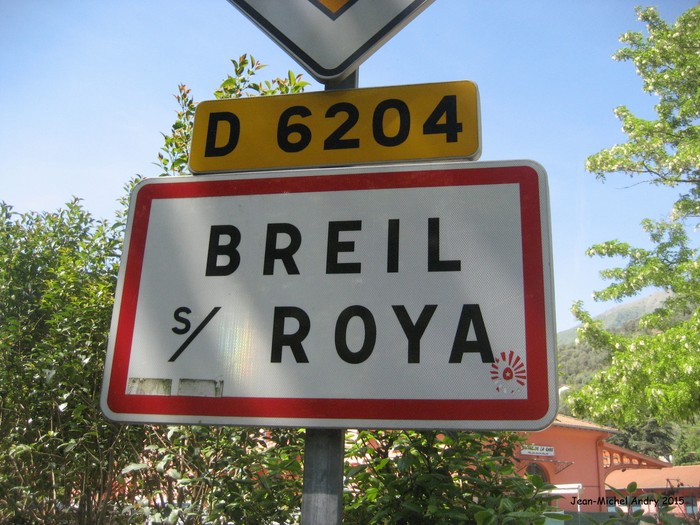 D 6204
BREIL
S/ ROYA
Jean-Michel Andry 2015